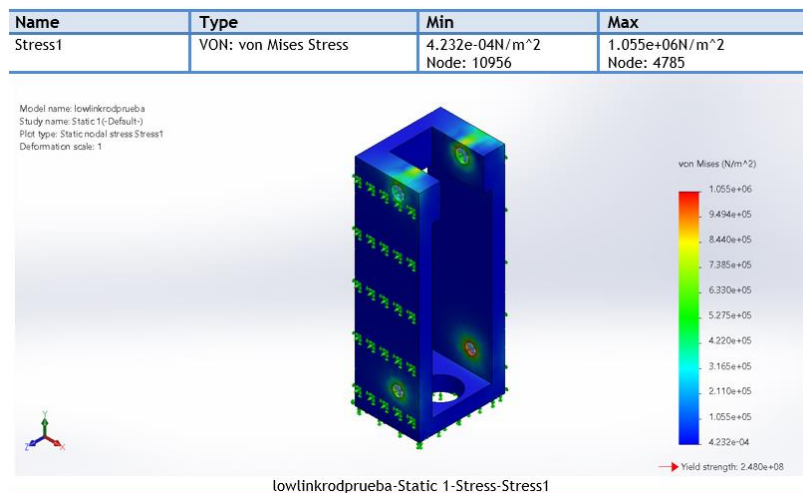 Name Type Min Max
Stress1 VON: von Mises Stress 4.232e-04N/m^2 1.055e+06N/m^2
Node: 10956 Node: 4785
Model name: lowlinkrodprueba
Study name: Static 1(-Default-)
Plot type: Static nodal stress Stress1
Deformation scale: 1
von Mises (N/m^2)
1.055e+06
9.494e+05
8.440e+05
7.385e+05
6.330e+05
5.275e+05
4.220e+05
3.165e+05
2.110e+05
1.055e+05
4.232e-04
Yield strength: 2.480e+08
Y
Z
X
lowlinkrodprueba-Static 1-Stress-Stress1